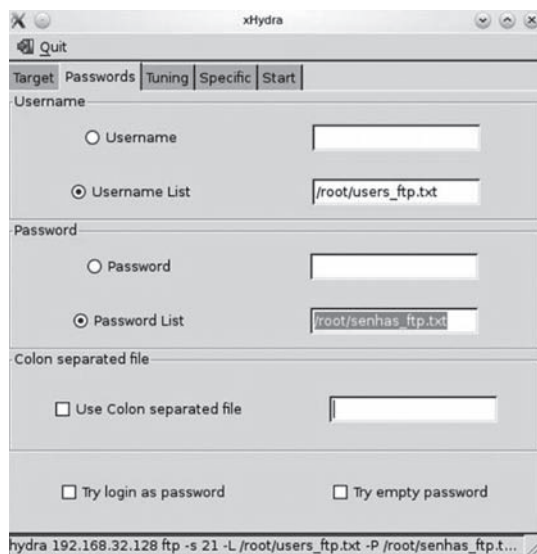 xHydra
Quit
Target Passwords Tuning Specific Start
Username
Username
Username List /root/users_ftp.txt
Password
Password
Password List /root/senhas_ftp.txt
Colon separated file
Use Colon separated file
Try login as password Try empty password
hydra 192.168.32.128 ftp -s 21 -L /root/users_ftp.txt -P /root/senhas_ftp.t...